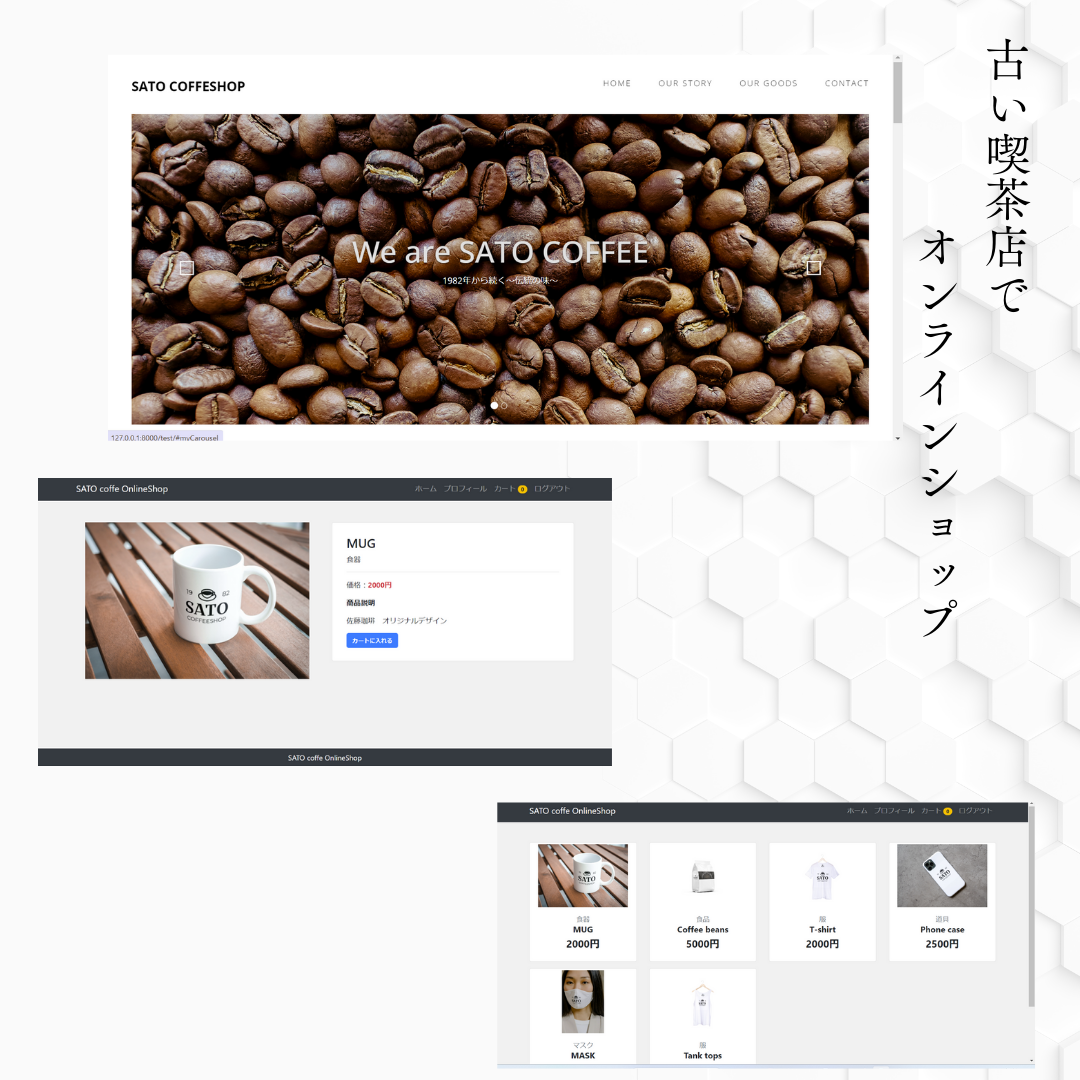 古い喫茶店で
オンラインショップ
SATO COFFEESHOP
HOME OUR STORY OUR GOODS CONTACT
We are SATO COFFEE
1982年から続く～伝統の味～
127.0.0.1:8000/test/#myCarousel
SATO coffe OnlineShop
ホーム プロフィール カート 0 ログアウト
19 82
SATO
COFFEESHOP
MUG
食器
価格：2000円
商品説明
佐藤珈琲 オリジナルデザイン
カートに入れる
SATO coffe OnlineShop
SATO coffe OnlineShop
ホーム プロフィール カート 0 ログアウト
SATO
食器
MUG
2000円
食品
Coffee beans
5000円
SATO
服
T-shirt
2000円
道具
Phone case
2500円
マスク
MASK
服
Tank tops